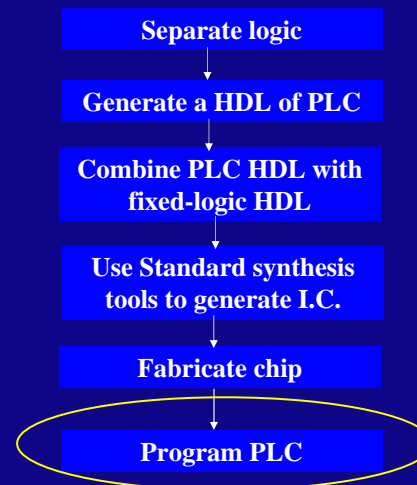 Separate logic
Generate a HDL of PLC
Combine PLC HDL with
fixed-logic HDL
Use Standard synthesis
tools to generate I.C.
Fabricate chip
Program PLC